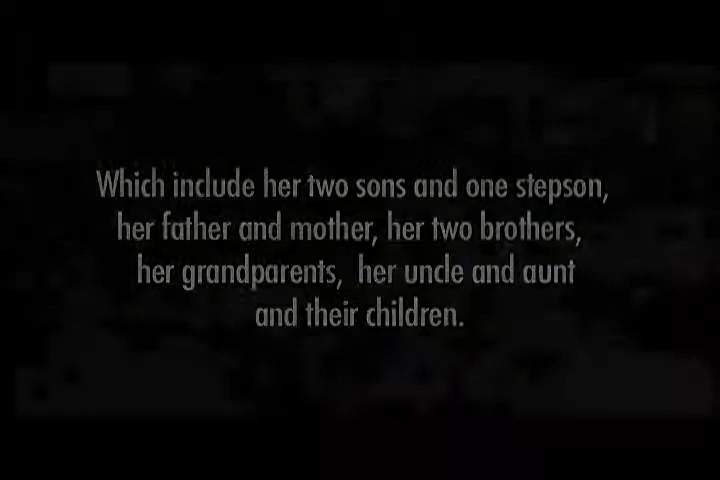 Which include her two sons and one stepson,
her father and mother, her two brothers,
her grandparents, her uncle and aunt
and their children.